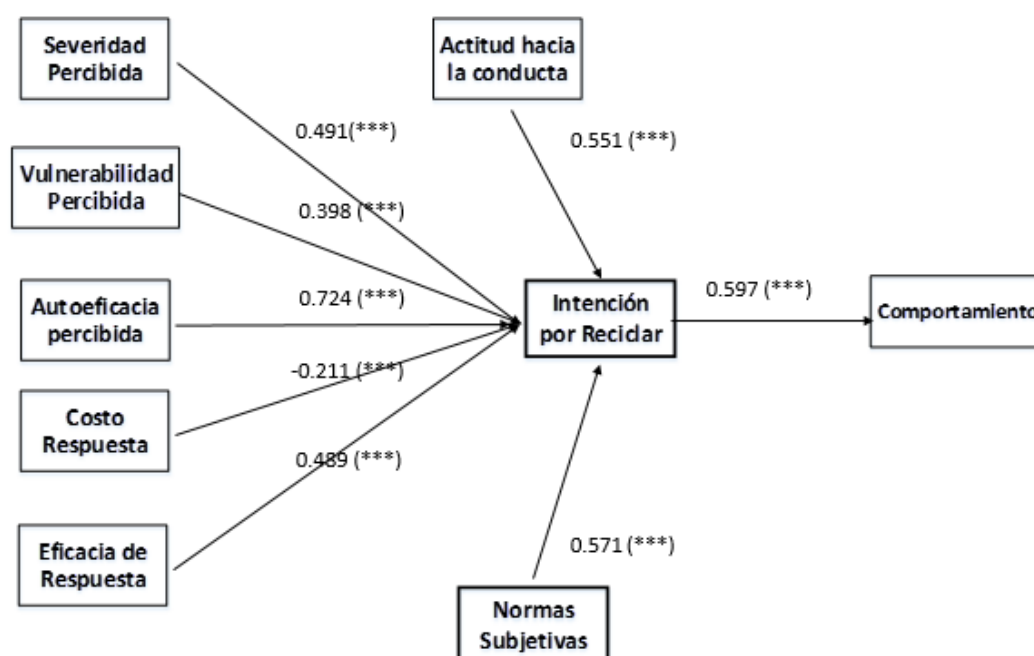 Severidad
Percibida
Actitud hacia
la conducta
0.491(***)
0.551 (***)
Vulnerabilidad
Percibida
0.398 (***)
Autoeficacia
percibida
0.724 (***)
Intención
por Reciclar
0.597 (***)
Comportamiento
-0.211 (***)
Costo
Respuesta
0.489 (***)
Eficacia de
Respuesta
0.571 (***)
Normas
Subjetivas